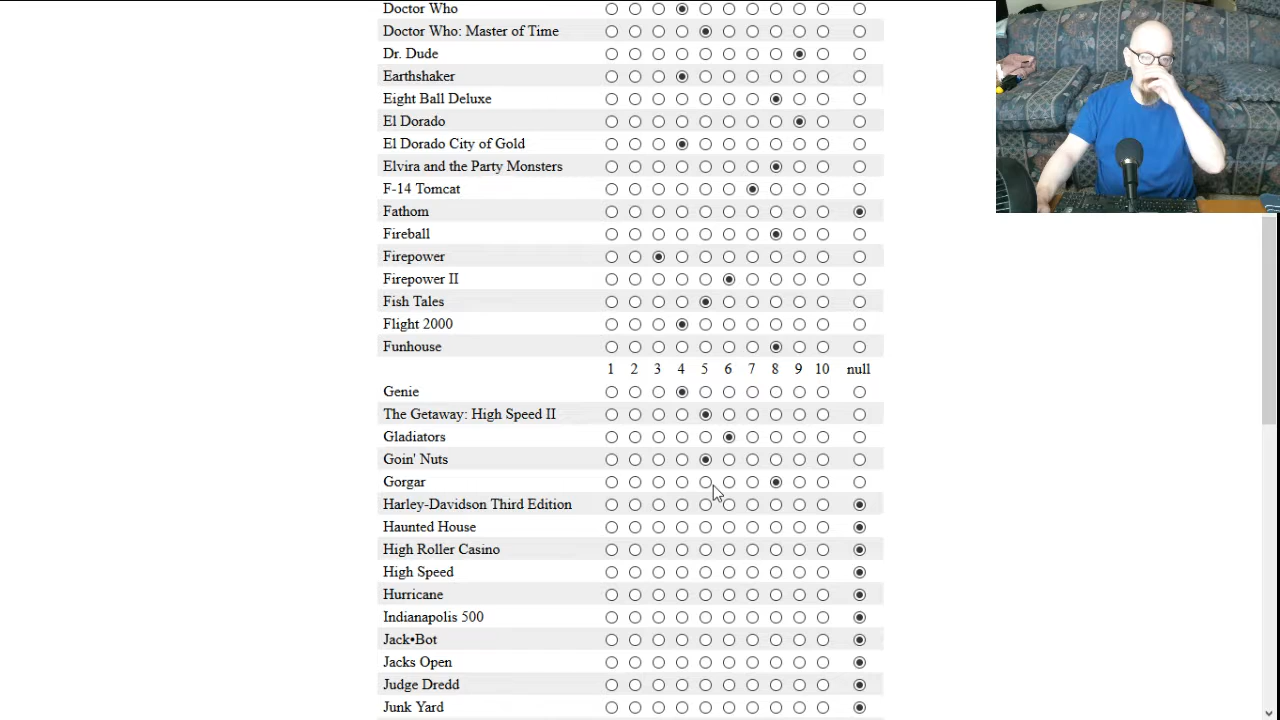 Doctor Who
Doctor Who: Master of Time
Dr. Dude
Earthshaker
Eight Ball Deluxe
El Dorado
El Dorado City of Gold
Elvira and the Party Monsters
F-14 Tomcat
Fathom
Fireball
Firepower
Firepower II
Fish Tales
Flight 2000
Funhouse
1 2 3 4 5 6 7 8 9 10 null
Genie
The Getaway: High Speed II
Gladiators
Goin' Nuts
Gorgar
Harley-Davidson Third Edition
Haunted House
High Roller Casino
High Speed
Hurricane
Indianapolis 500
Jack•Bot
Jacks Open
Judge Dredd
Junk Yard